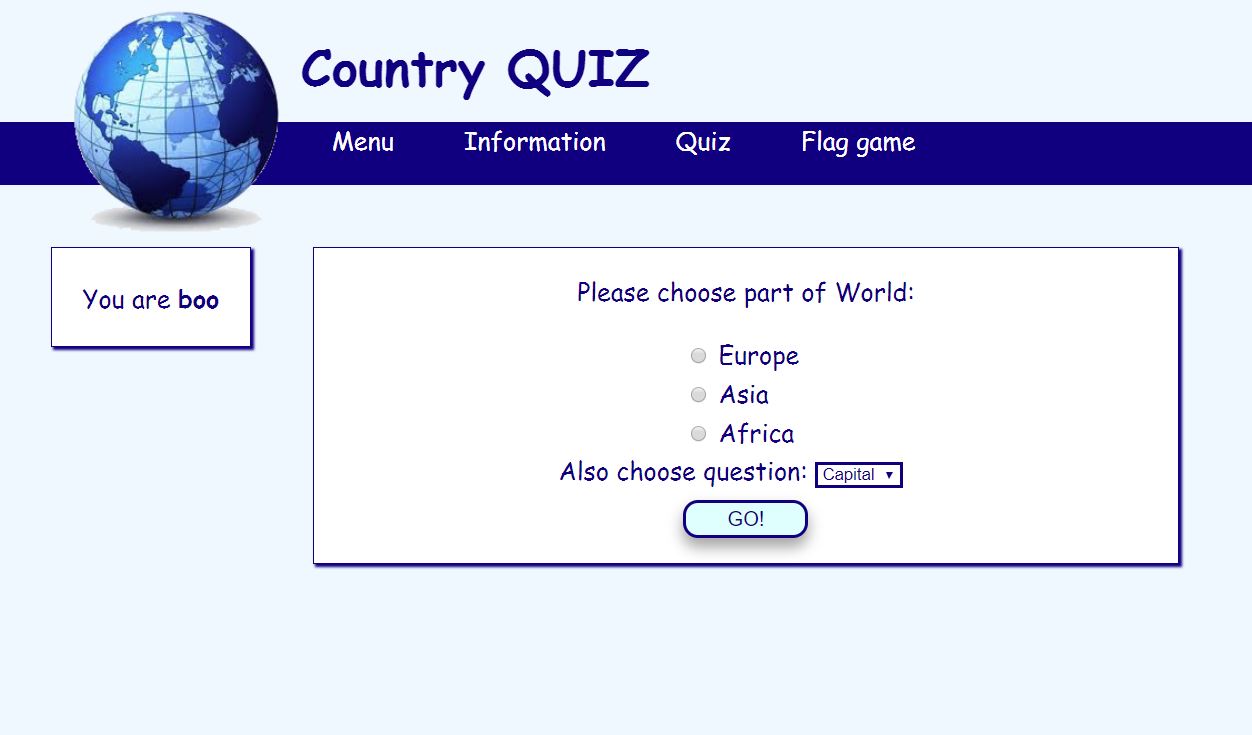 Country QUIZ
Menu Information Quiz Flag game
You are boo
Please choose part of World:
Europe
Asia
Africa
Also choose question: Capital
GO!